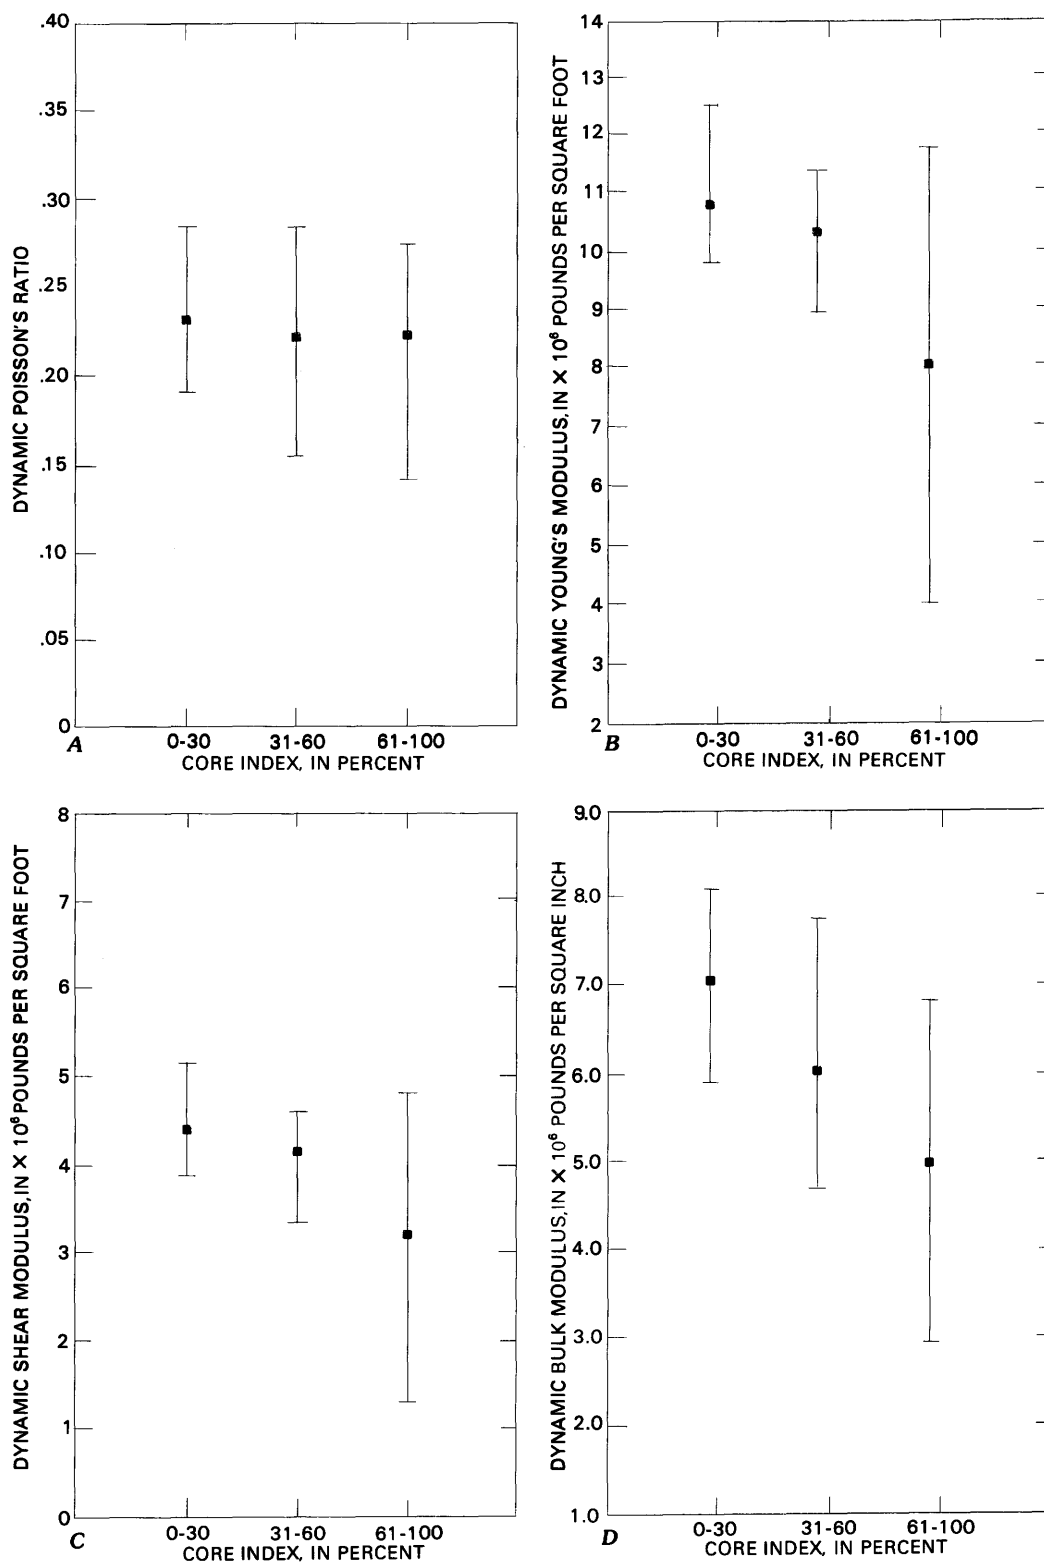 .40
.35
.30
.25
.20
.15
.10
.05
0
DYNAMIC POISSON'S RATIO
A
0-30 31-60 61-100
CORE INDEX, IN PERCENT
14
13
12
11
10
9
8
7
6
5
4
3
2
DYNAMIC YOUNG'S MODULUS, IN × 10⁶ POUNDS PER SQUARE FOOT
B
0-30 31-60 61-100
CORE INDEX, IN PERCENT
8
7
6
5
4
3
2
1
0
DYNAMIC SHEAR MODULUS, IN × 10⁶ POUNDS PER SQUARE FOOT
C
0-30 31-60 61-100
CORE INDEX, IN PERCENT
9.0
8.0
7.0
6.0
5.0
4.0
3.0
2.0
1.0
DYNAMIC BULK MODULUS, IN × 10⁶ POUNDS PER SQUARE INCH
D
0-30 31-60 61-100
CORE INDEX, IN PERCENT